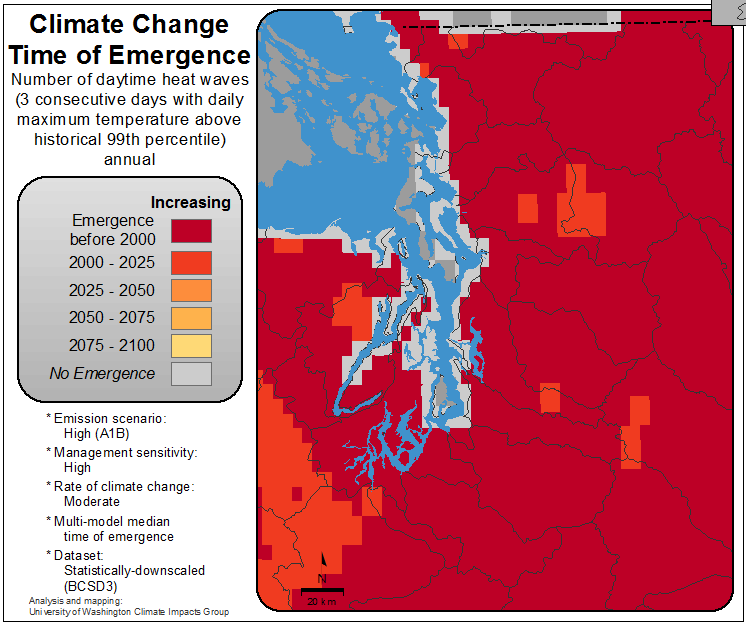 Climate Change
Time of Emergence
Number of daytime heat waves
(3 consecutive days with daily
maximum temperature above
historical 99th percentile)
annual
Increasing
Emergence
before 2000
2000 - 2025
2025 - 2050
2050 - 2075
2075 - 2100
No Emergence
* Emission scenario:
High (A1B)
* Management sensitivity:
High
* Rate of climate change:
Moderate
* Multi-model median
time of emergence
* Dataset:
Statistically-downscaled
(BCSD3)
Analysis and mapping:
University of Washington Climate Impacts Group
N
20 km